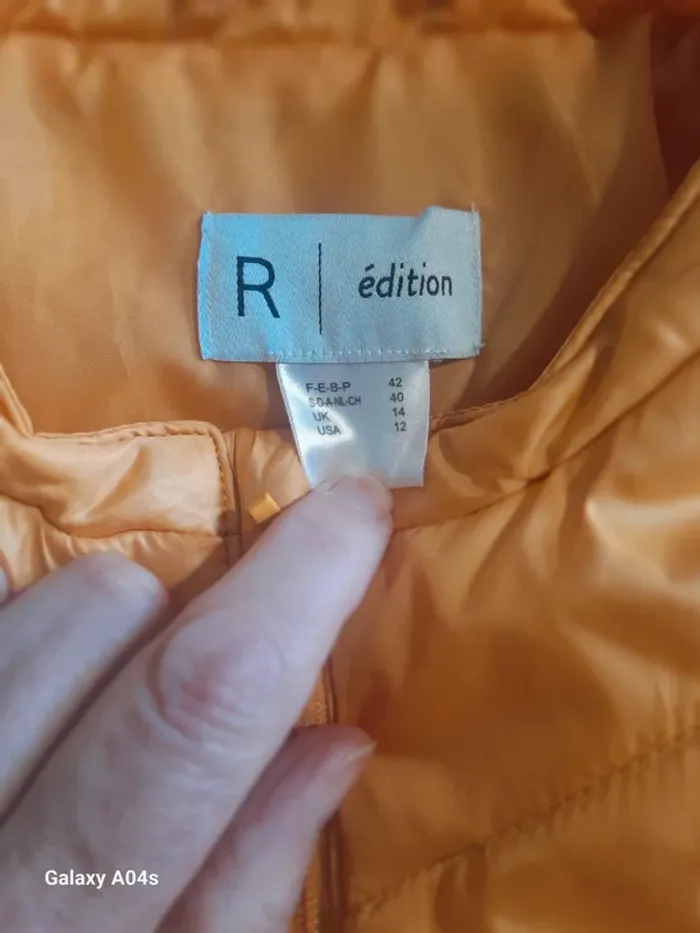 R | édition
F-E-B-P 42
S-D-A-NL-CH 40
UK 14
USA 12
Galaxy A04s